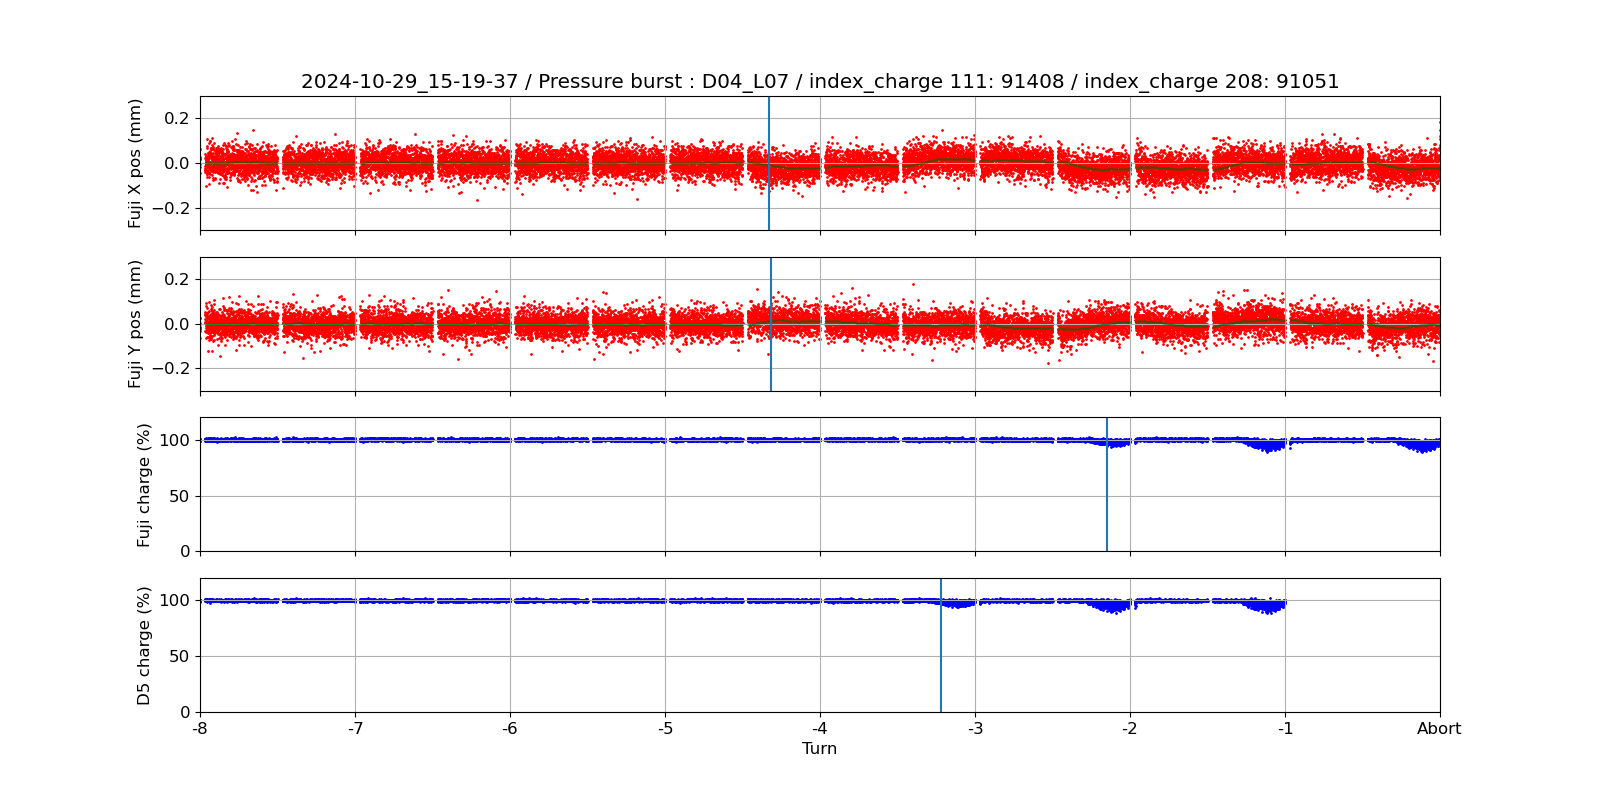 2024-10-29_15-19-37 / Pressure burst : D04_L07 / index_charge 111: 91408 / index_charge 208: 91051
Fuji X pos (mm)
0.2
0.0
−0.2
Fuji Y pos (mm)
0.2
0.0
−0.2
Fuji charge (%)
100
50
0
D5 charge (%)
100
50
0
-8 -7 -6 -5 -4 -3 -2 -1 Abort
Turn